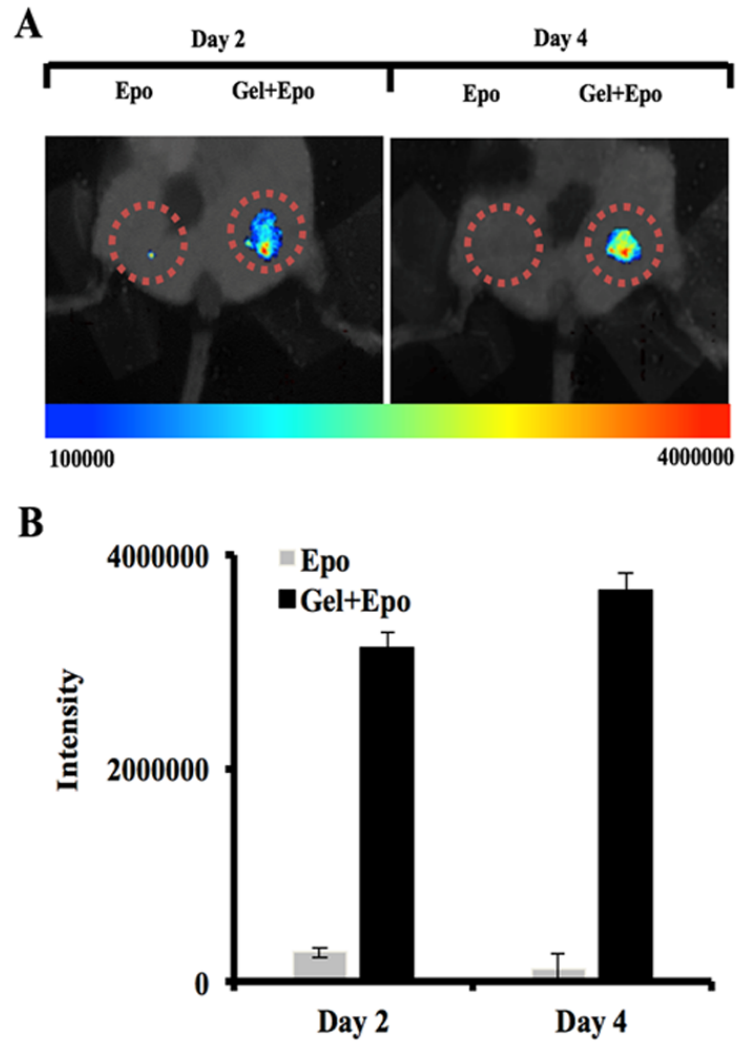 A
Day 2 Day 4
Epo Gel+Epo Epo Gel+Epo
100000 4000000
B
4000000
Epo
Gel+Epo
Intensity
2000000
0
Day 2 Day 4